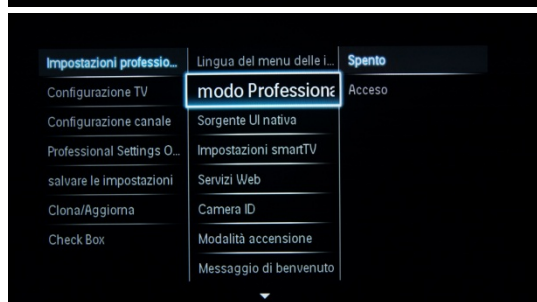 Impostazioni professio...
Configurazione TV
Configurazione canale
Professional Settings O...
salvare le impostazioni
Clona/Aggiorna
Check Box
Lingua del menu delle i...
modo Professiona
Sorgente UI nativa
Impostazioni smartTV
Servizi Web
Camera ID
Modalità accensione
Messaggio di benvenuto
Spento
Acceso